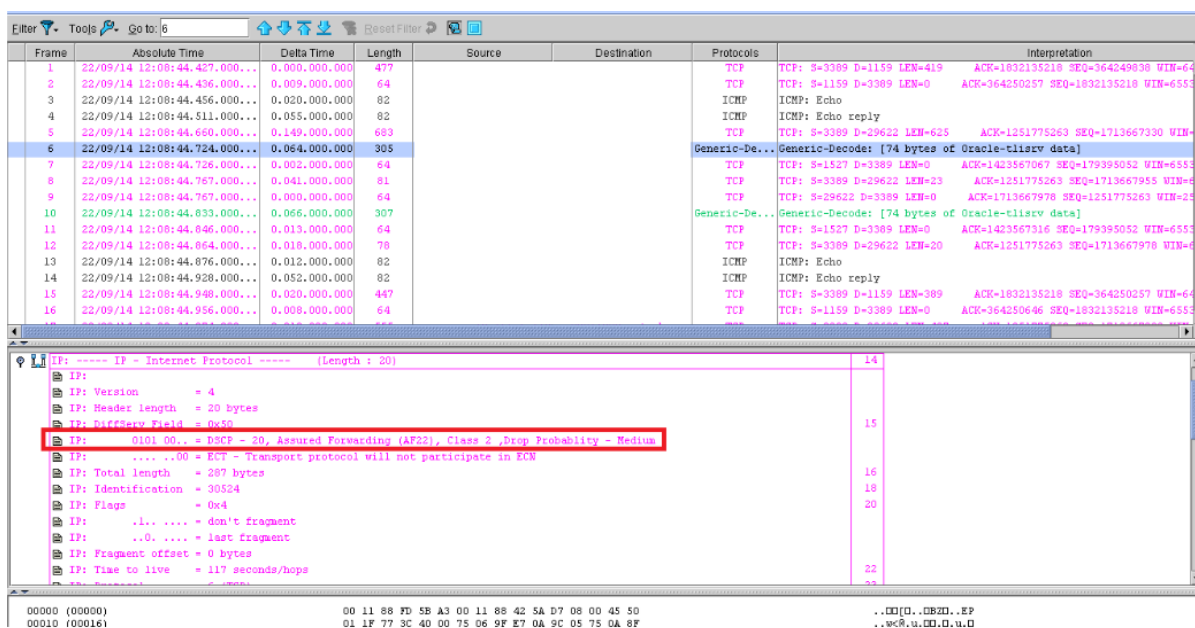 Filter Tools Go to: 6 Reset Filter
Frame Absolute Time Delta Time Length Source Destination Protocols Interpretation
1 22/09/14 12:08:44.427.000... 0.000.000.000 477 TCP TCP: S=3389 D=1159 LEN=419 ACK=1832135218 SEQ=364249838 WIN=64
2 22/09/14 12:08:44.436.000... 0.009.000.000 64 TCP TCP: S=1159 D=3389 LEN=0 ACK=364250257 SEQ=1832135218 WIN=6553
3 22/09/14 12:08:44.456.000... 0.020.000.000 82 ICMP ICMP: Echo
4 22/09/14 12:08:44.511.000... 0.055.000.000 82 ICMP ICMP: Echo reply
5 22/09/14 12:08:44.660.000... 0.149.000.000 683 TCP TCP: S=3389 D=29622 LEN=625 ACK=1251775263 SEQ=1713667330 WIN=
6 22/09/14 12:08:44.724.000... 0.064.000.000 305 Generic-De... Generic-Decode: [74 bytes of Oracle-tlisrv data]
7 22/09/14 12:08:44.726.000... 0.002.000.000 64 TCP TCP: S=1527 D=3389 LEN=0 ACK=1423567067 SEQ=179395052 WIN=6553
8 22/09/14 12:08:44.767.000... 0.041.000.000 81 TCP TCP: S=3389 D=29622 LEN=23 ACK=1251775263 SEQ=1713667955 WIN=6
9 22/09/14 12:08:44.767.000... 0.000.000.000 64 TCP TCP: S=29622 D=3389 LEN=0 ACK=1713667978 SEQ=1251775263 WIN=25
10 22/09/14 12:08:44.833.000... 0.066.000.000 307 Generic-De... Generic-Decode: [74 bytes of Oracle-tlisrv data]
11 22/09/14 12:08:44.846.000... 0.013.000.000 64 TCP TCP: S=1527 D=3389 LEN=0 ACK=1423567316 SEQ=179395052 WIN=6553
12 22/09/14 12:08:44.864.000... 0.018.000.000 78 TCP TCP: S=3389 D=29622 LEN=20 ACK=1251775263 SEQ=1713667978 WIN=6
13 22/09/14 12:08:44.876.000... 0.012.000.000 82 ICMP ICMP: Echo
14 22/09/14 12:08:44.928.000... 0.052.000.000 82 ICMP ICMP: Echo reply
15 22/09/14 12:08:44.948.000... 0.020.000.000 447 TCP TCP: S=3389 D=1159 LEN=389 ACK=1832135218 SEQ=364250257 WIN=64
16 22/09/14 12:08:44.956.000... 0.008.000.000 64 TCP TCP: S=1159 D=3389 LEN=0 ACK=364250646 SEQ=1832135218 WIN=6553
IP: ----- IP - Internet Protocol ----- (Length : 20) 14
IP:
IP: Version = 4
IP: Header length = 20 bytes
IP: DiffServ Field = 0x50 15
IP: 0101 00.. = DSCP - 20, Assured Forwarding (AF22), Class 2 ,Drop Probablity - Medium
IP: .... ..00 = ECT - Transport protocol will not participate in ECN
IP: Total length = 287 bytes 16
IP: Identification = 30524 18
IP: Flags = 0x4 20
IP: .1.. .... = don't fragment
IP: ..0. .... = last fragment
IP: Fragment offset = 0 bytes
IP: Time to live = 117 seconds/hops 22
00000 (00000) 00 11 88 FD 5B A3 00 11 88 42 5A D7 08 00 45 50
00010 (00016) 01 1F 77 3C 40 00 75 06 9F E7 0A 9C 05 75 0A 8F